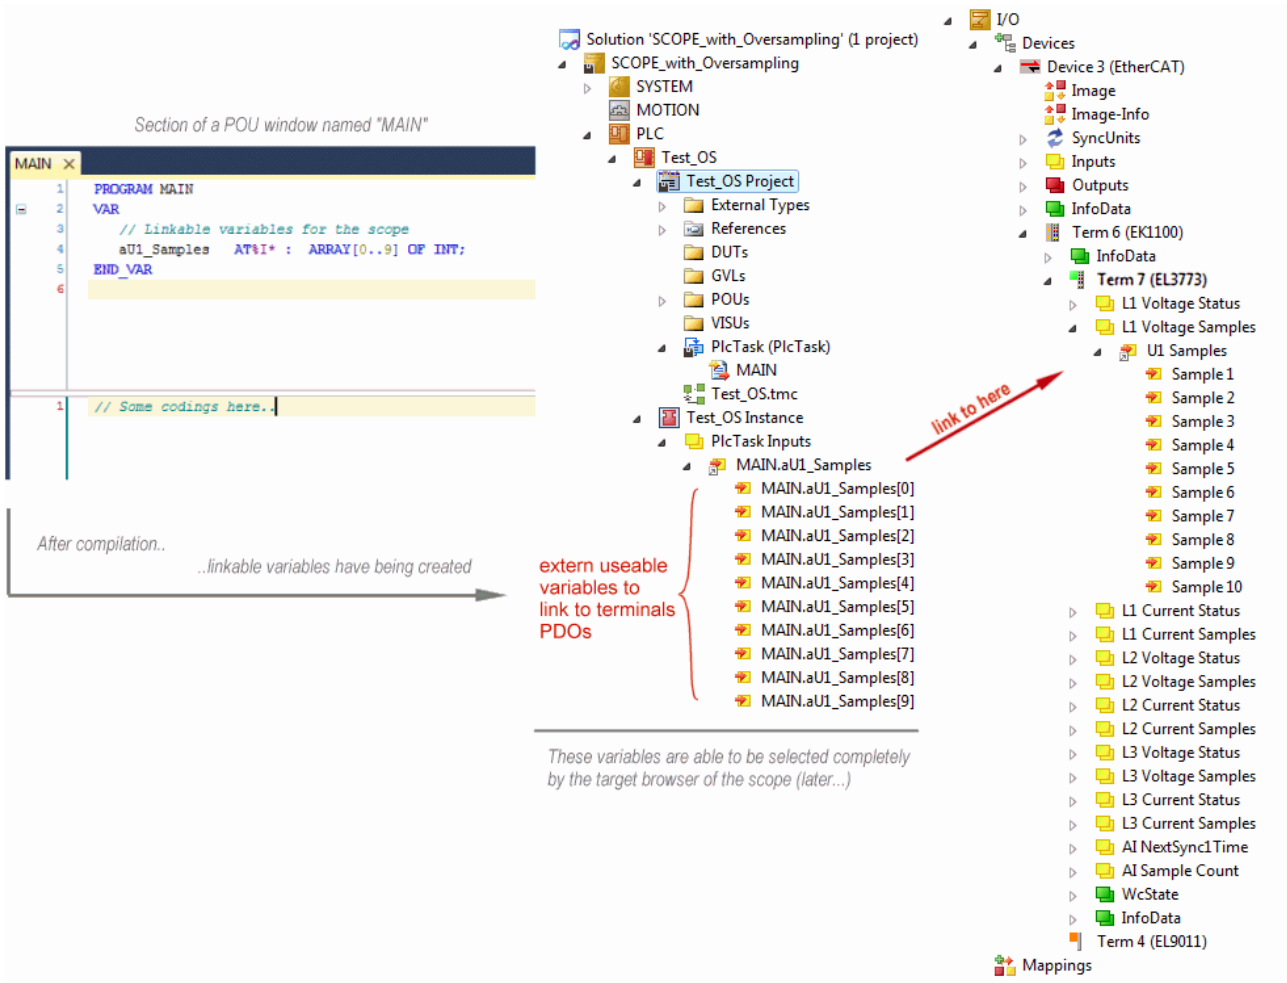 Section of a POU window named "MAIN"
MAIN ×
1 PROGRAM MAIN
2 VAR
3 // Linkable variables for the scope
4 aU1_Samples AT%I* : ARRAY[0..9] OF INT;
5 END_VAR
6
1 // Some codings here..
After compilation..
..linkable variables have being created
Solution 'SCOPE_with_Oversampling' (1 project)
SCOPE_with_Oversampling
SYSTEM
MOTION
PLC
Test_OS
Test_OS Project
External Types
References
DUTs
GVLs
POUs
VISUs
PlcTask (PlcTask)
MAIN
Test_OS.tmc
Test_OS Instance
PlcTask Inputs
MAIN.aU1_Samples
MAIN.aU1_Samples[0]
MAIN.aU1_Samples[1]
MAIN.aU1_Samples[2]
MAIN.aU1_Samples[3]
MAIN.aU1_Samples[4]
MAIN.aU1_Samples[5]
MAIN.aU1_Samples[6]
MAIN.aU1_Samples[7]
MAIN.aU1_Samples[8]
MAIN.aU1_Samples[9]
extern useable
variables to
link to terminals
PDOs
These variables are able to be selected completely
by the target browser of the scope (later...)
link to here
I/O
Devices
Device 3 (EtherCAT)
Image
Image-Info
SyncUnits
Inputs
Outputs
InfoData
Term 6 (EK1100)
InfoData
Term 7 (EL3773)
L1 Voltage Status
L1 Voltage Samples
U1 Samples
Sample 1
Sample 2
Sample 3
Sample 4
Sample 5
Sample 6
Sample 7
Sample 8
Sample 9
Sample 10
L1 Current Status
L1 Current Samples
L2 Voltage Status
L2 Voltage Samples
L2 Current Status
L2 Current Samples
L3 Voltage Status
L3 Voltage Samples
L3 Current Status
L3 Current Samples
AI NextSync1Time
AI Sample Count
WcState
InfoData
Term 4 (EL9011)
Mappings